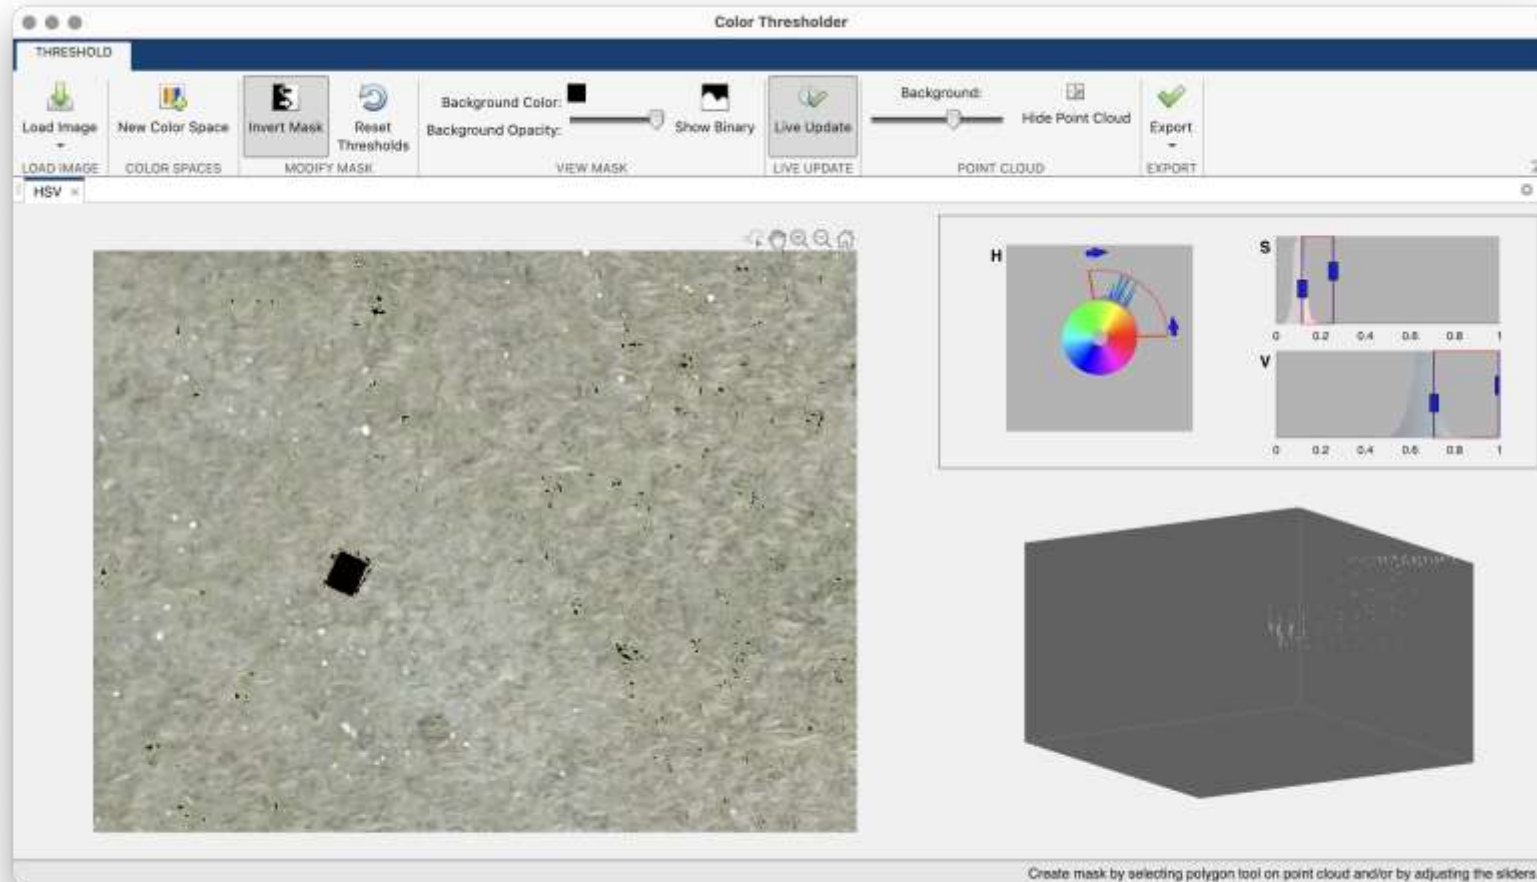 Color Thresholder
THRESHOLD
Load Image
New Color Space
Invert Mask
Reset Thresholds
Background Color:
Background Opacity:
Show Binary
Live Update
Background:
Hide Point Cloud
Export
LOAD IMAGE
COLOR SPACES
MODIFY MASK
VIEW MASK
LIVE UPDATE
POINT CLOUD
EXPORT
HSV
H
S
0 0.2 0.4 0.6 0.8 1
V
0 0.2 0.4 0.6 0.8 1
Create mask by selecting polygon tool on point cloud and/or by adjusting the sliders